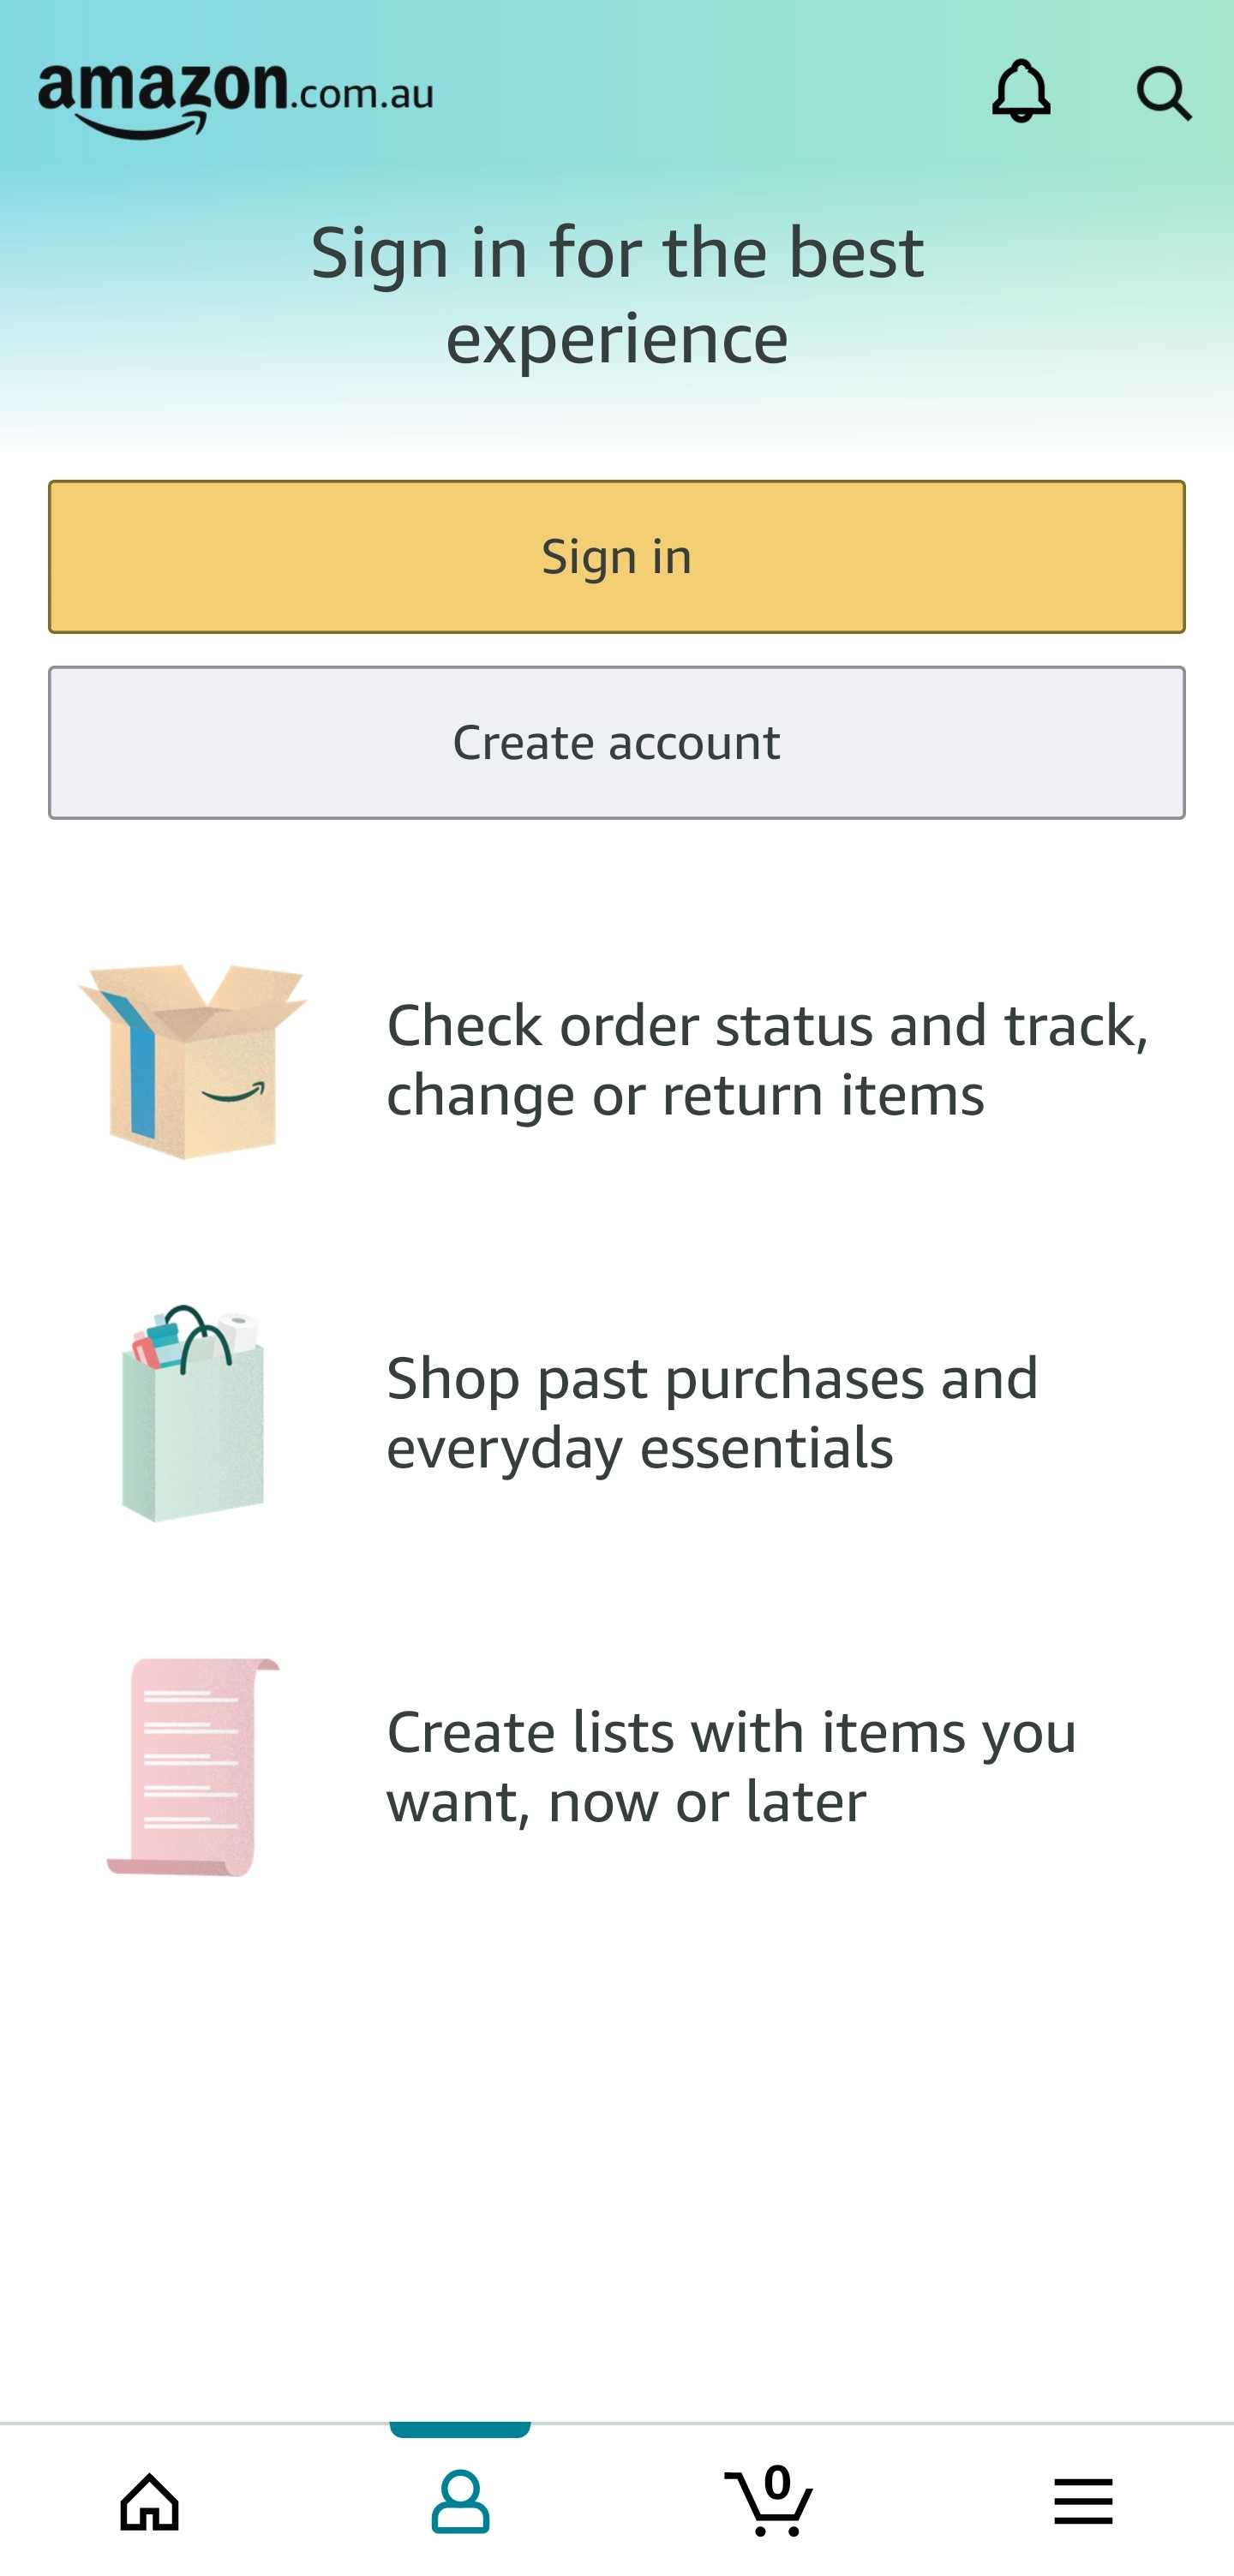 amazon.com.au
Sign in for the best
experience
Sign in
Create account
Check order status and track,
change or return items
Shop past purchases and
everyday essentials
Create lists with items you
want, now or later
0